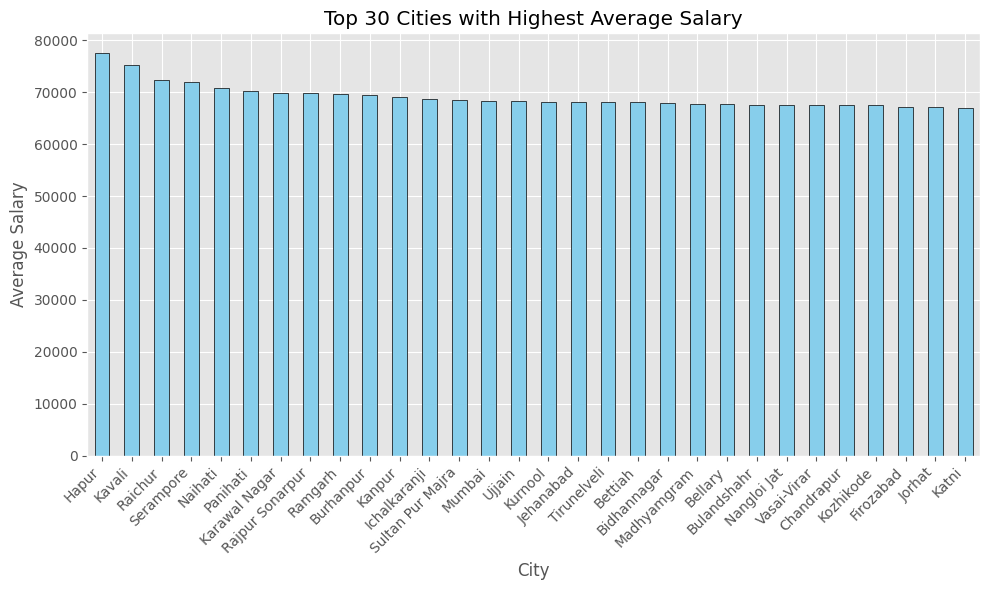 Top 30 Cities with Highest Average Salary
80000
70000
60000
50000
40000
30000
20000
10000
0
Average Salary
Hapur
Kavali
Raichur
Serampore
Naihati
Panihati
Karawal Nagar
Rajpur Sonarpur
Ramgarh
Burhanpur
Kanpur
Ichalkaranji
Sultan Pur Majra
Mumbai
Ujjain
Kurnool
Jehanabad
Tirunelveli
Bettiah
Bidhannagar
Madhyamgram
Bellary
Bulandshahr
Nangloi Jat
Vasai-Virar
Chandrapur
Kozhikode
Firozabad
Jorhat
Katni
City